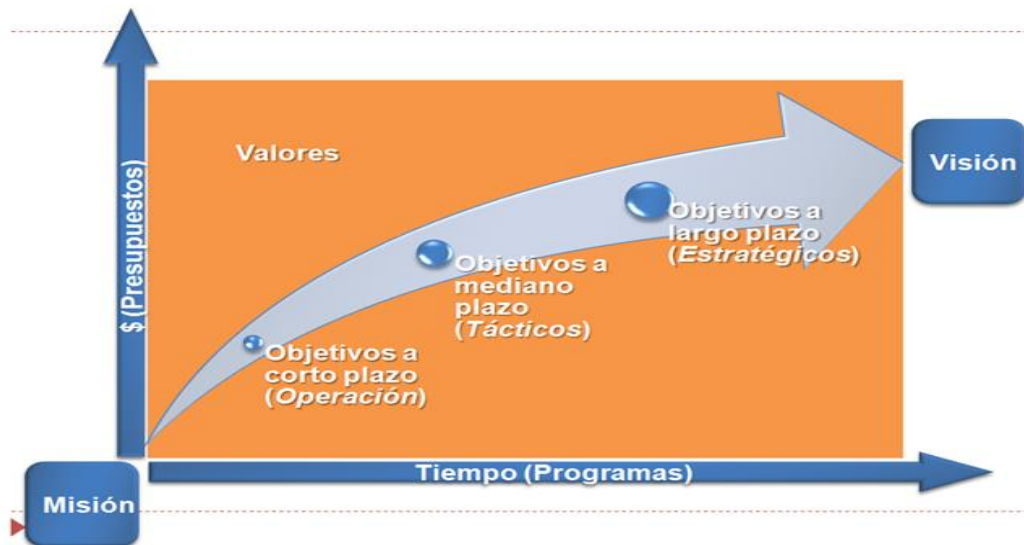 $ (Presupuestos)
Valores
Visión
Objetivos a
largo plazo
(Estratégicos)
Objetivos a
mediano
plazo
(Tácticos)
Objetivos a
corto plazo
(Operación)
Tiempo (Programas)
Misión